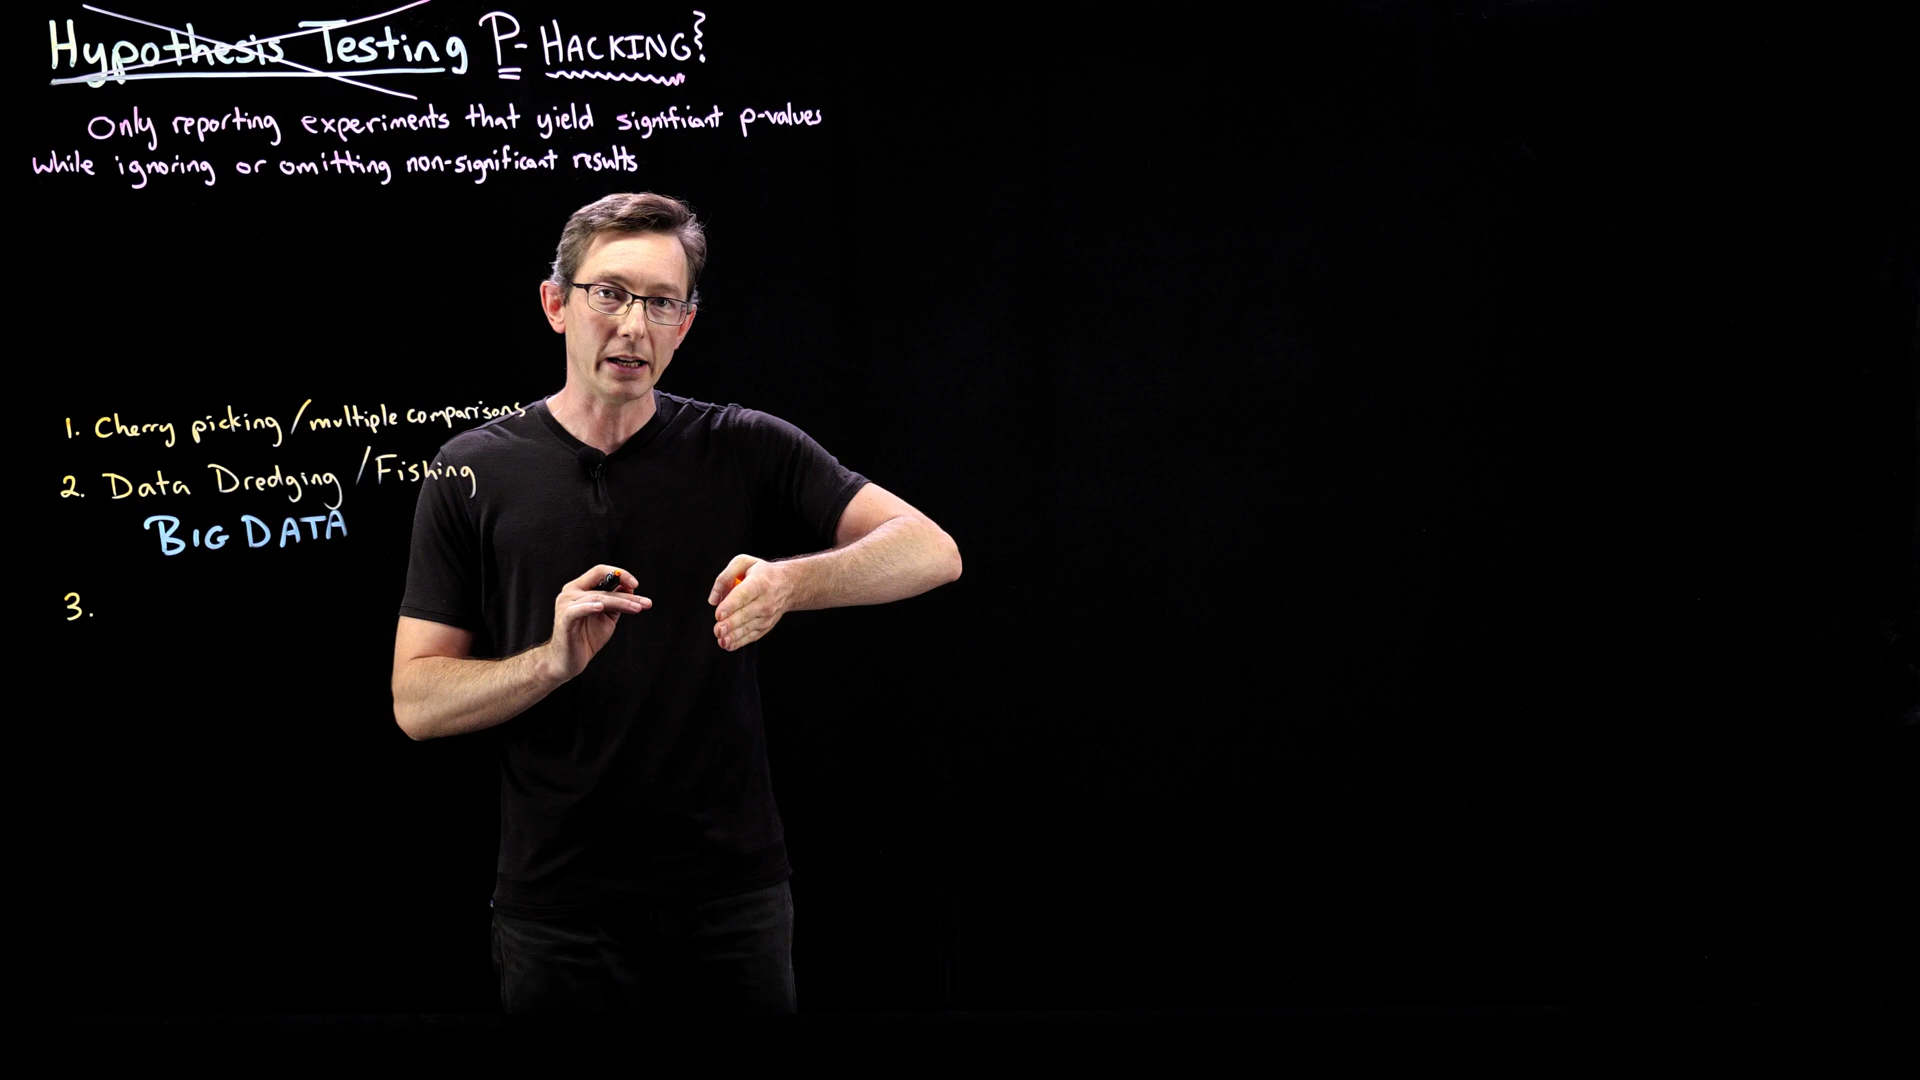 Hypothesis Testing P-HACKING?
Only reporting experiments that yield significant p-values
while ignoring or omitting non-significant results
1. Cherry picking / multiple comparisons
2. Data Dredging / Fishing
BIG DATA
3.